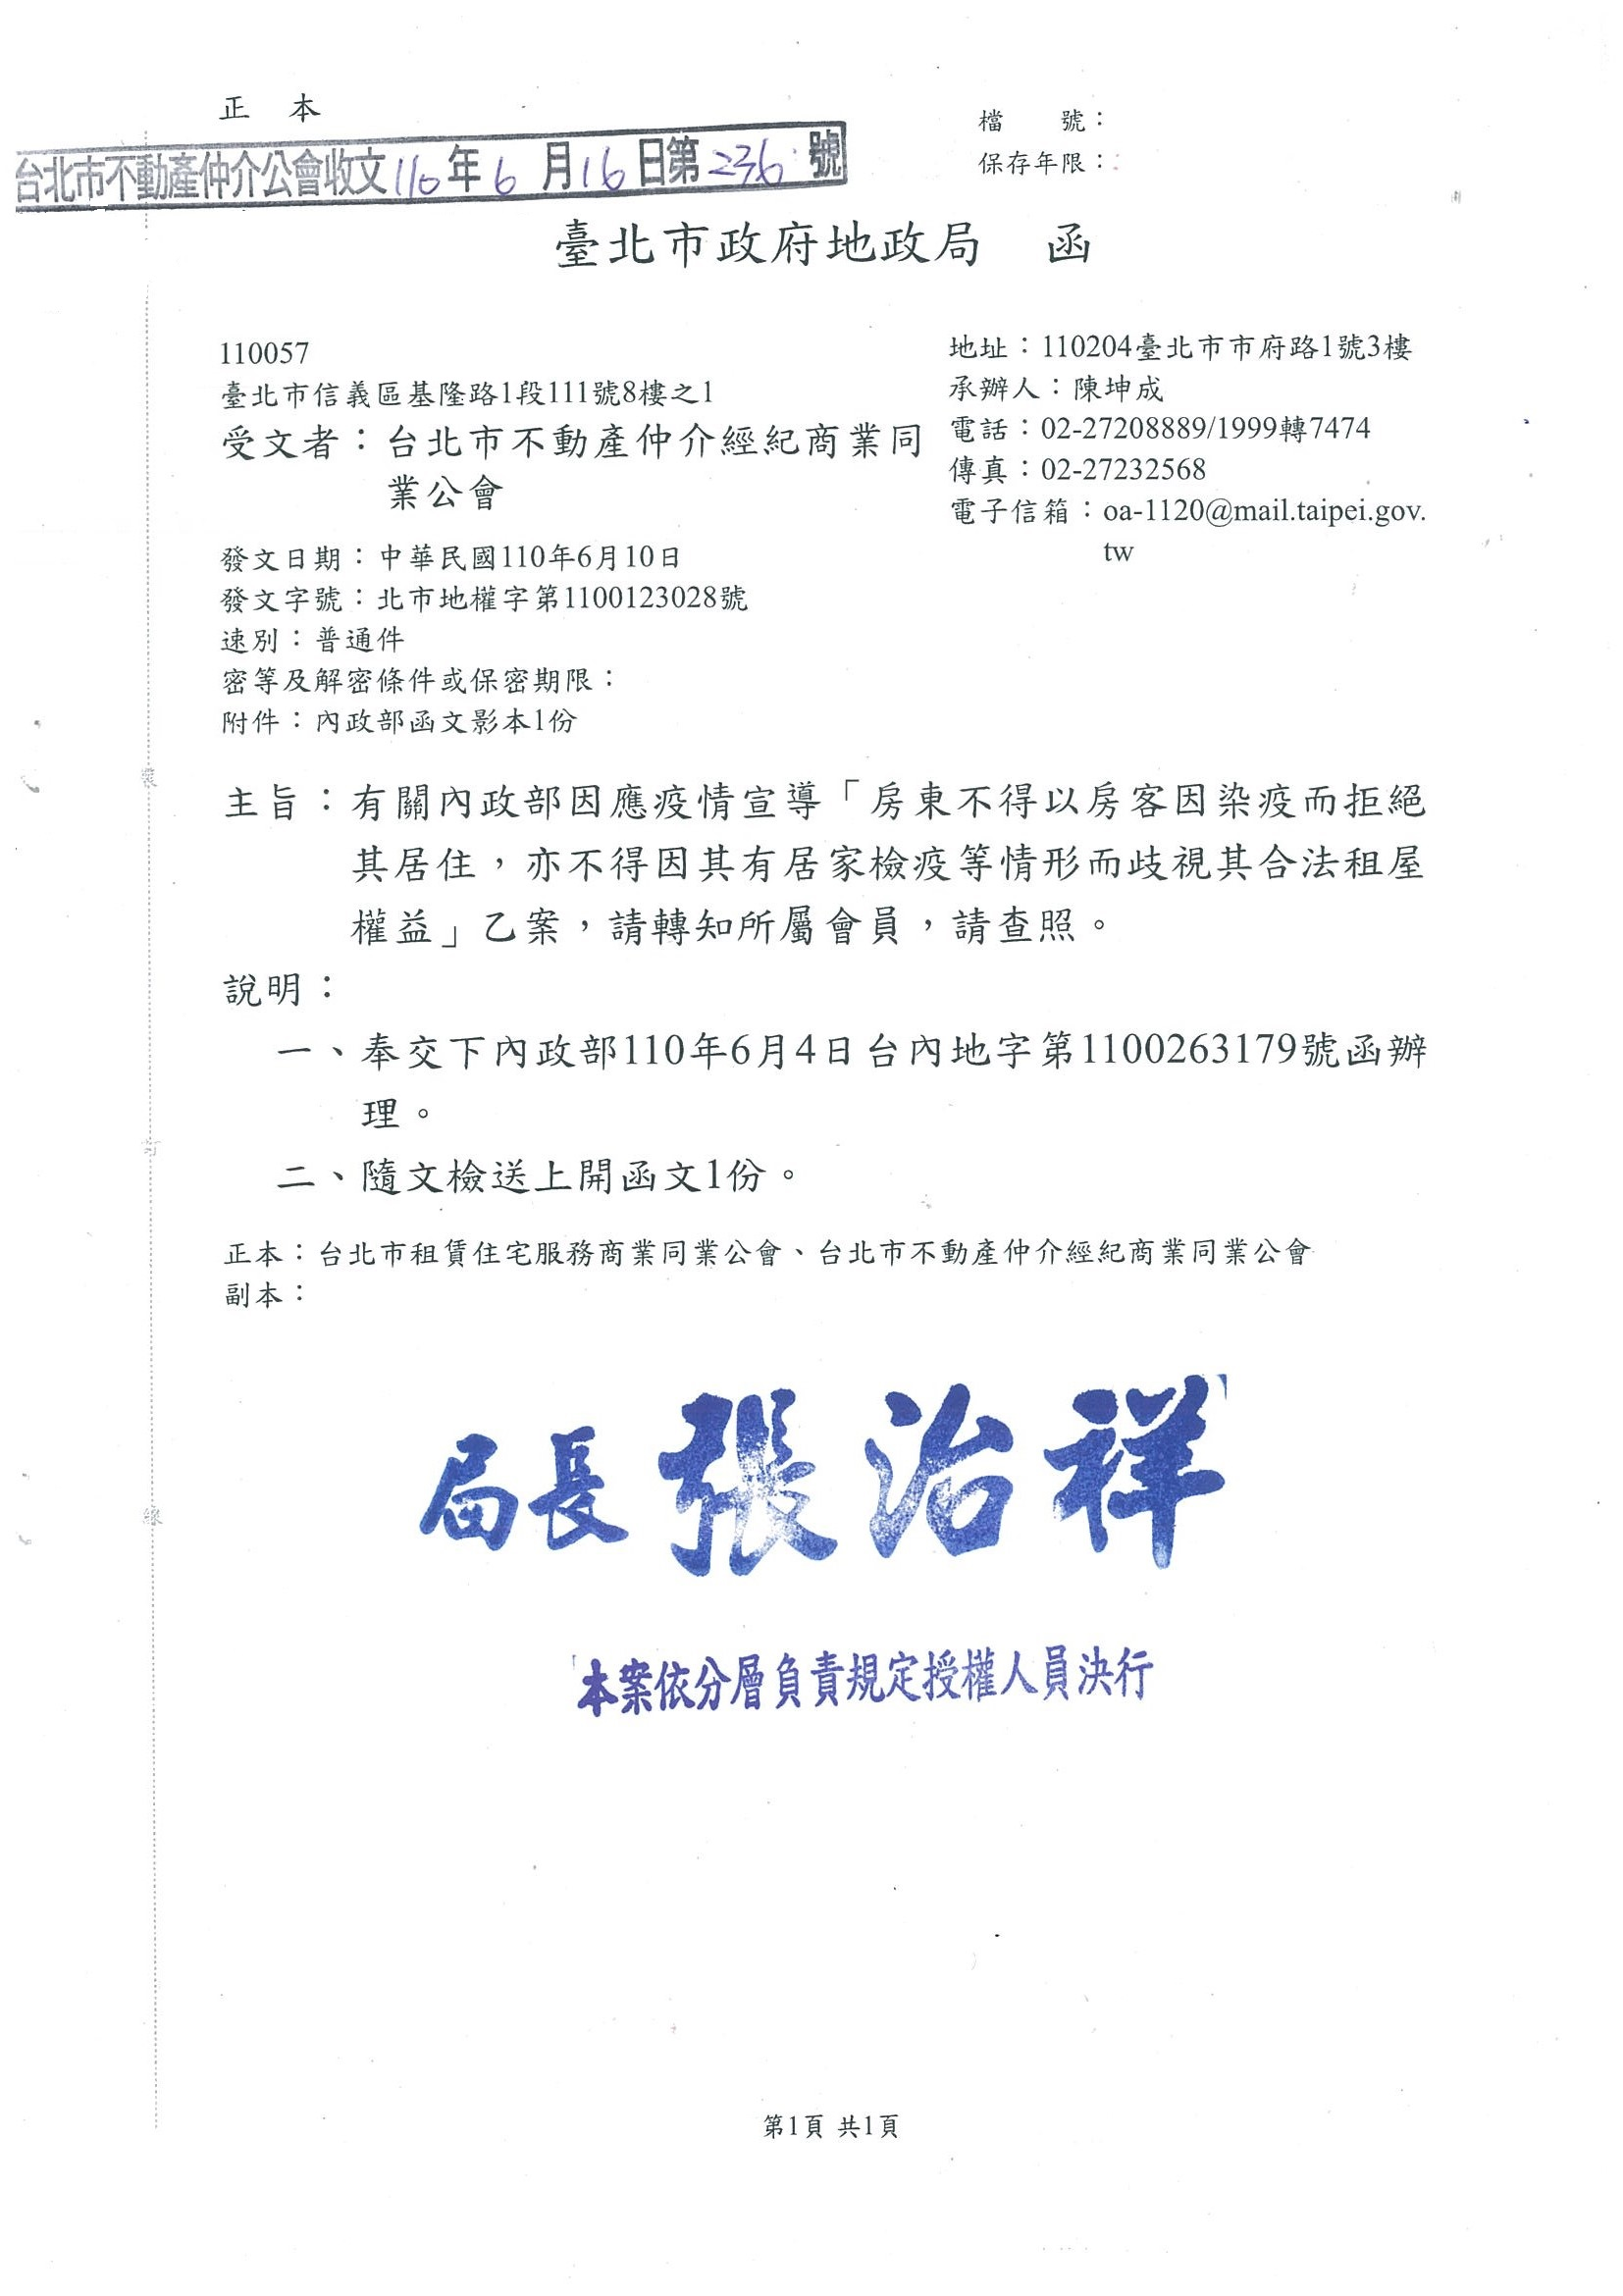 正　本
檔　　號：
保存年限：
台北市不動產仲介公會收文110年6月16日第236號
臺北市政府地政局　函
110057
臺北市信義區基隆路1段111號8樓之1
受文者：台北市不動產仲介經紀商業同
業公會
地址：110204臺北市市府路1號3樓
承辦人：陳坤成
電話：02-27208889/1999轉7474
傳真：02-27232568
電子信箱：oa-1120@mail.taipei.gov.
tw
發文日期：中華民國110年6月10日
發文字號：北市地權字第1100123028號
速別：普通件
密等及解密條件或保密期限：
附件：內政部函文影本1份
主旨：有關內政部因應疫情宣導「房東不得以房客因染疫而拒絕
其居住，亦不得因其有居家檢疫等情形而歧視其合法租屋
權益」乙案，請轉知所屬會員，請查照。
說明：
一、奉交下內政部110年6月4日台內地字第1100263179號函辦
理。
二、隨文檢送上開函文1份。
正本：台北市租賃住宅服務商業同業公會、台北市不動產仲介經紀商業同業公會
副本：
裝
訂
線
局長張治祥
本案依分層負責規定授權人員決行
第1頁 共1頁